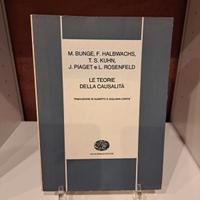 M. BUNGE, F. HALBWACHS,
T. S. KUHN,
J. PIAGET e L. ROSENFELD
LE TEORIE
DELLA CAUSALITÀ